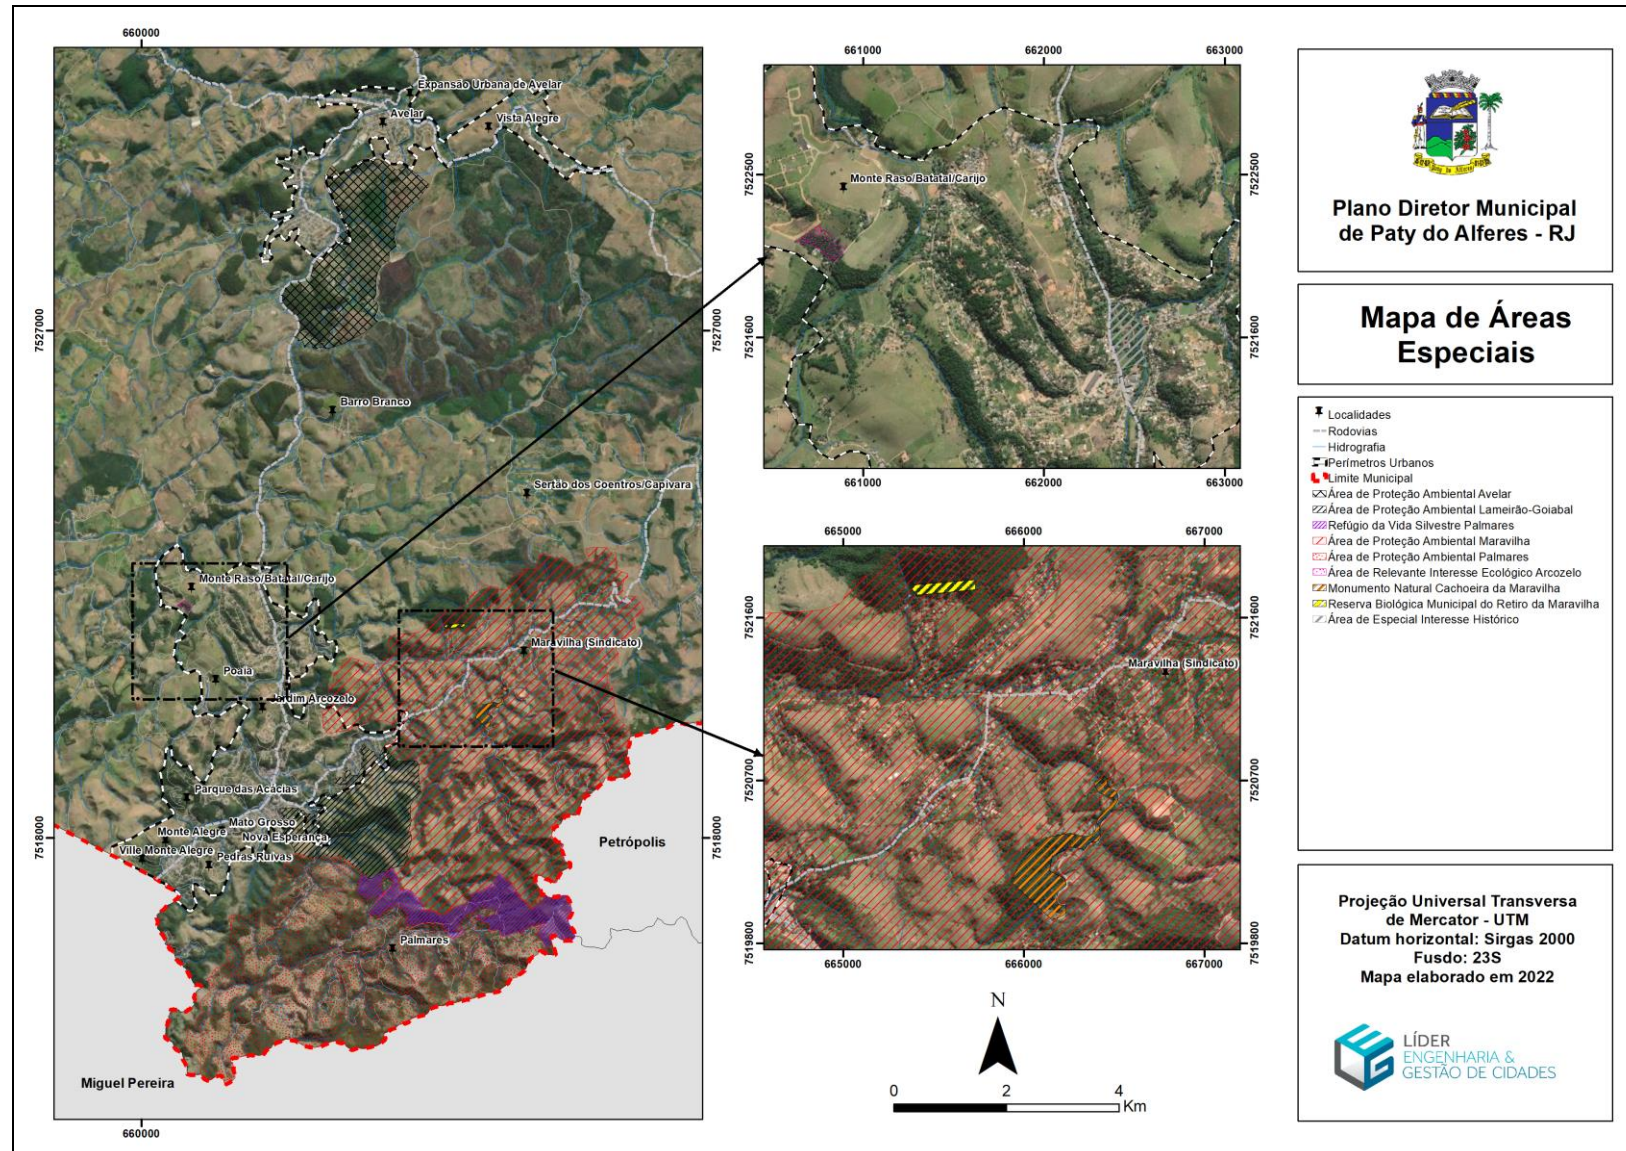 660000
Expansão Urbana de Avelar
Avelar
Vista Alegre
7527000
7527000
Barro Branco
Sertão dos Coentros/Capivara
Monte Raso/Batatal/Carijo
Maravilha (Sindicato)
Poaia
Jardim Arcozelo
Parque das Acácias
Mato Grosso
Monte Alegre
Nova Esperança
Ville Monte Alegre
Pedras Ruivas
7518000
7518000
Petrópolis
Palmares
Miguel Pereira
660000
661000
662000
663000
7522500
7522500
Monte Raso/Batatal/Carijo
7521600
7521600
661000
662000
663000
665000
666000
667000
7521600
7521600
Maravilha (Sindicato)
7520700
7520700
7519800
7519800
665000
666000
667000
N
0
2
4
Km
Paty do Alferes
Plano Diretor Municipal
de Paty do Alferes - RJ
Mapa de Áreas
Especiais
Localidades
Rodovias
Hidrografia
Perímetros Urbanos
Limite Municipal
Área de Proteção Ambiental Avelar
Área de Proteção Ambiental Lameirão-Goiabal
Refúgio da Vida Silvestre Palmares
Área de Proteção Ambiental Maravilha
Área de Proteção Ambiental Palmares
Área de Relevante Interesse Ecológico Arcozelo
Monumento Natural Cachoeira da Maravilha
Reserva Biológica Municipal do Retiro da Maravilha
Área de Especial Interesse Histórico
Projeção Universal Transversa
de Mercator - UTM
Datum horizontal: Sirgas 2000
Fusdo: 23S
Mapa elaborado em 2022
LÍDER
ENGENHARIA &
GESTÃO DE CIDADES